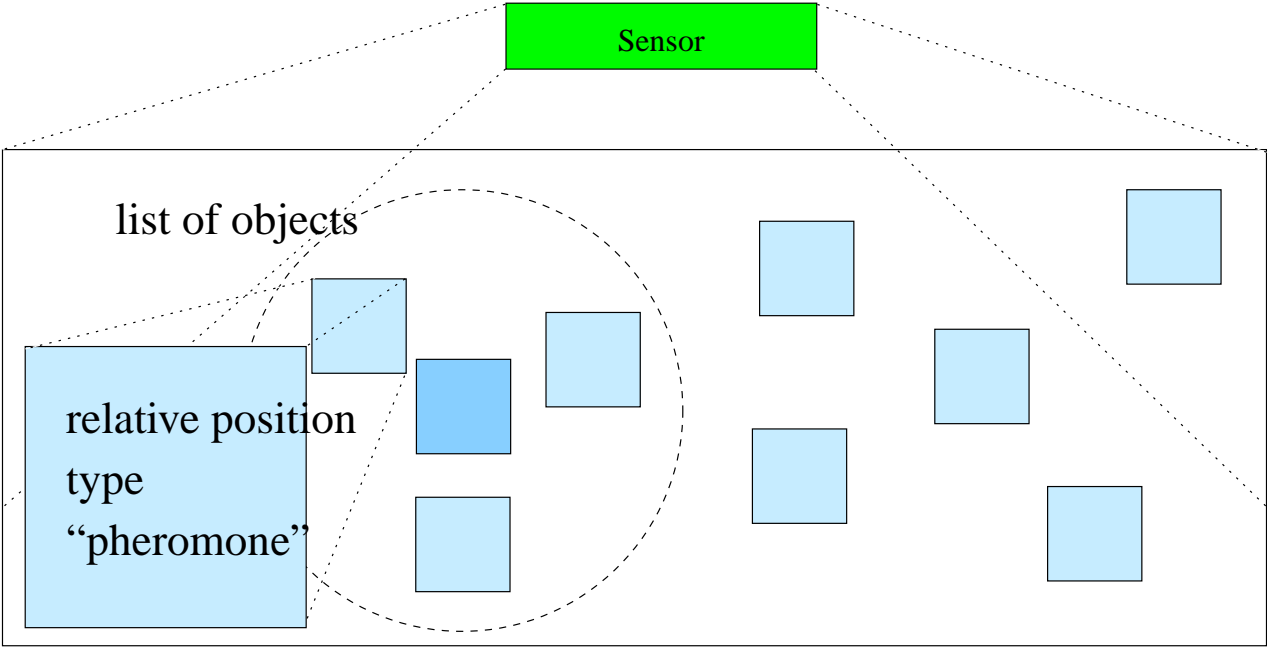 Sensor
list of objects
relative position
type
“pheromone”